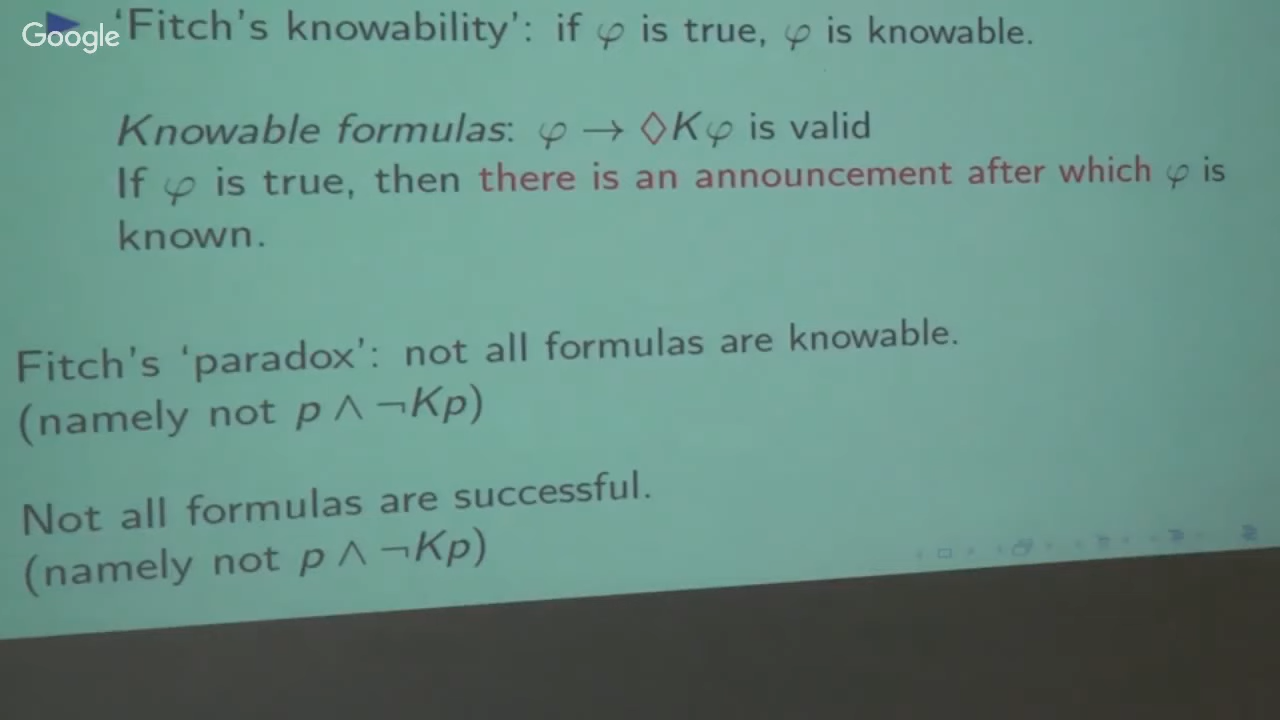 Google
‘Fitch’s knowability’: if φ is true, φ is knowable.
Knowable formulas: φ → ◊Kφ is valid
If φ is true, then there is an announcement after which φ is
known.
Fitch’s ‘paradox’: not all formulas are knowable.
(namely not p ∧ ¬Kp)
Not all formulas are successful.
(namely not p ∧ ¬Kp)